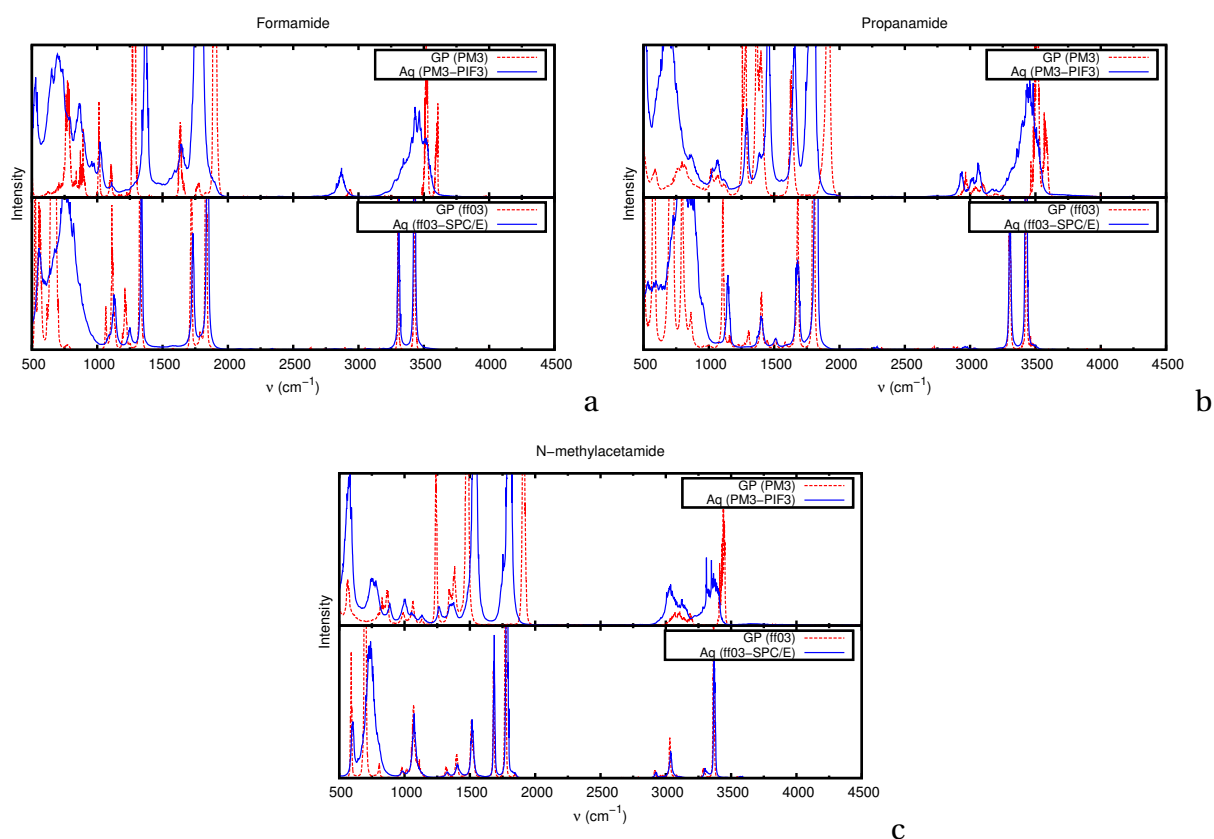 Formamide
GP (PM3)
Aq (PM3−PIF3)
GP (ff03)
Aq (ff03−SPC/E)
Intensity
500 1000 1500 2000 2500 3000 3500 4000 4500
ν (cm⁻¹)
a
Propanamide
GP (PM3)
Aq (PM3−PIF3)
GP (ff03)
Aq (ff03−SPC/E)
Intensity
500 1000 1500 2000 2500 3000 3500 4000 4500
ν (cm⁻¹)
b
N−methylacetamide
GP (PM3)
Aq (PM3−PIF3)
GP (ff03)
Aq (ff03−SPC/E)
Intensity
500 1000 1500 2000 2500 3000 3500 4000 4500
ν (cm⁻¹)
c